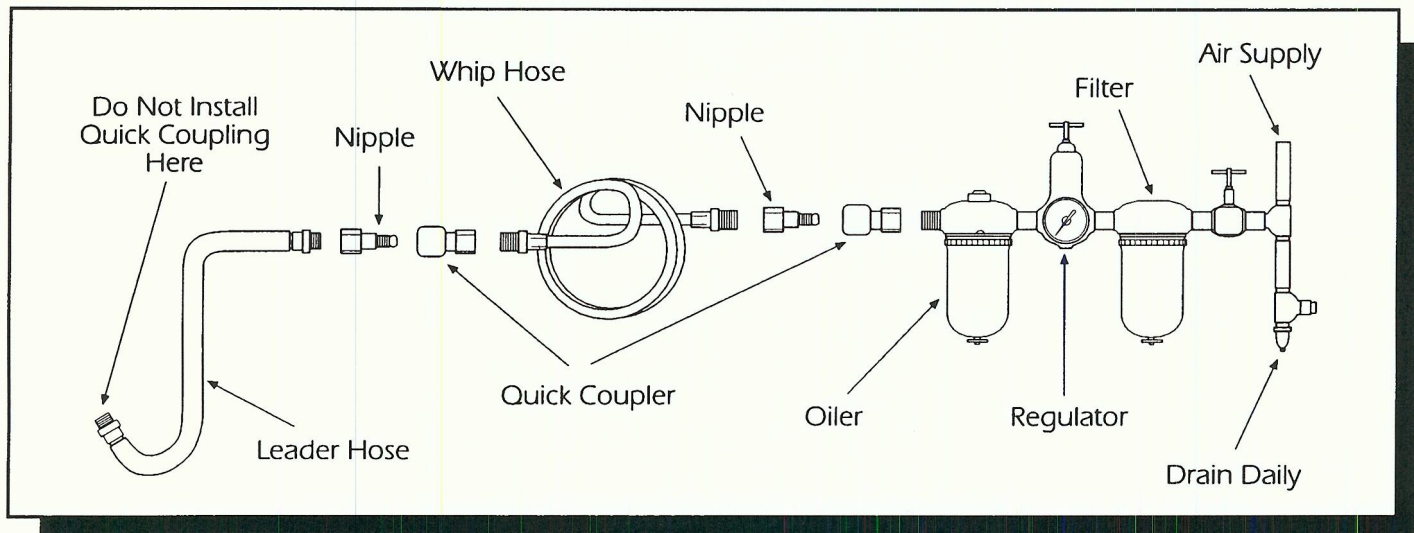 Do Not Install
Quick Coupling
Here
Nipple
Whip Hose
Nipple
Filter
Air Supply
Leader Hose
Quick Coupler
Oiler
Regulator
Drain Daily